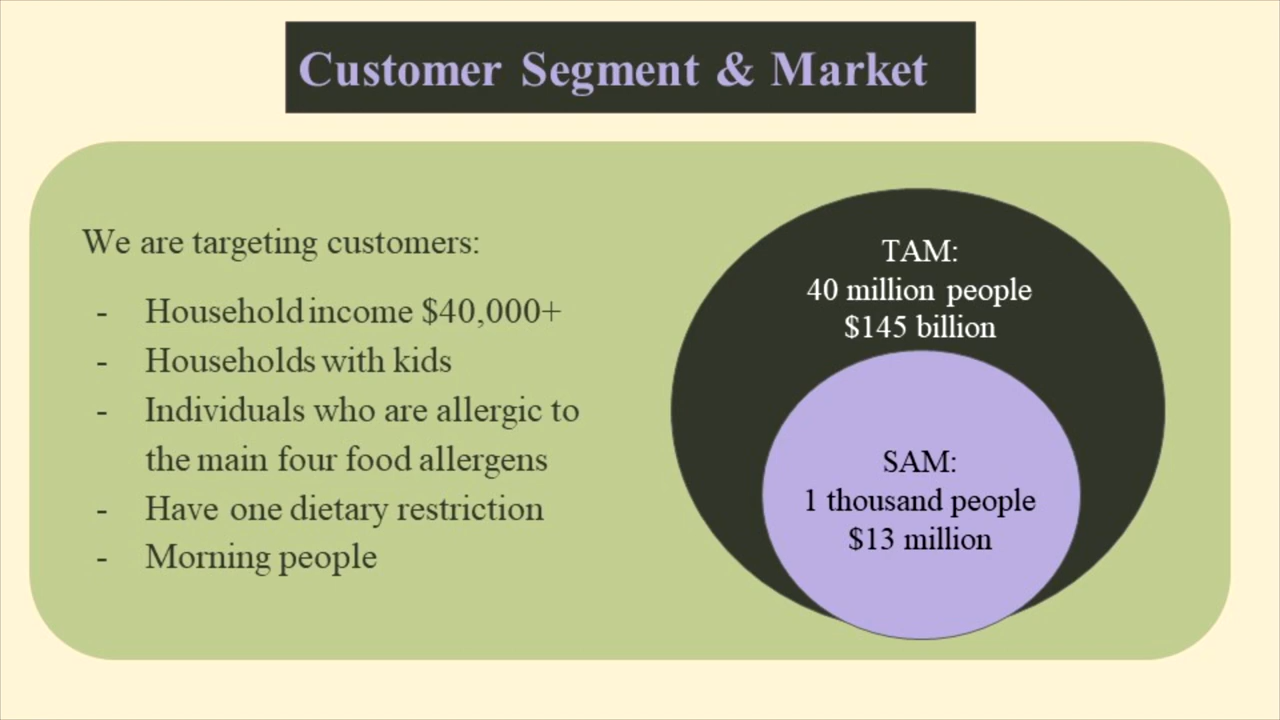 Customer Segment & Market
We are targeting customers:
- Household income $40,000+
- Households with kids
- Individuals who are allergic to
the main four food allergens
- Have one dietary restriction
- Morning people
TAM:
40 million people
$145 billion
SAM:
1 thousand people
$13 million